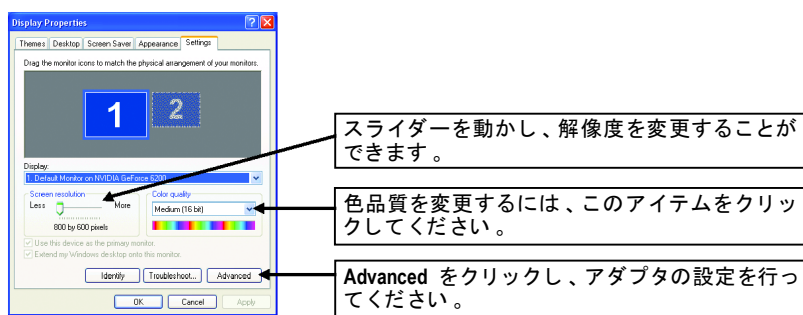 Display Properties
Themes Desktop Screen Saver Appearance Settings
Drag the monitor icons to match the physical arrangement of your monitors.
1 2
Display:
1. Default Monitor on NVIDIA GeForce 6200
Screen resolution
Less More
800 by 600 pixels
Color quality
Medium (16 bit)
Use this device as the primary monitor.
Extend my Windows desktop onto this monitor.
Identify Troubleshoot... Advanced
OK Cancel Apply
スライダーを動かし、解像度を変更することが
できます。
色品質を変更するには、このアイテムをクリッ
クしてください。
Advanced をクリックし、アダプタの設定を行っ
てください。